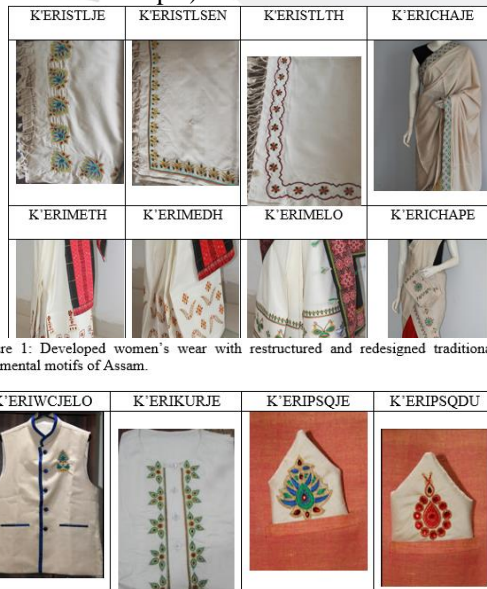 K'ERISTLJE K'ERISTLSEN K'ERISTLTH K'ERICHAJE
K'ERIMETH K'ERIMEDH K'ERIMELO K'ERICHAPE
re 1: Developed women's wear with restructured and redesigned traditiona
mental motifs of Assam.
K'ERIWCJELO K'ERIKURJE K'ERIPSQJE K'ERIPSQDU